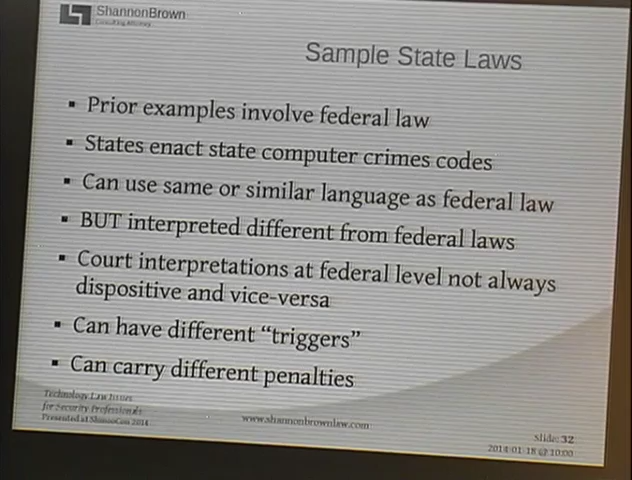 ShannonBrown
Consulting Attorney
Sample State Laws
▪ Prior examples involve federal law
▪ States enact state computer crimes codes
▪ Can use same or similar language as federal law
▪ BUT interpreted different from federal laws
▪ Court interpretations at federal level not always
dispositive and vice-versa
▪ Can have different “triggers”
▪ Can carry different penalties
Technology Law Issues
for Security Professionals
Presented at ShmooCon 2014
www.shannonbrownlaw.com
Slide: 32
2014-01-18 @ 10:00